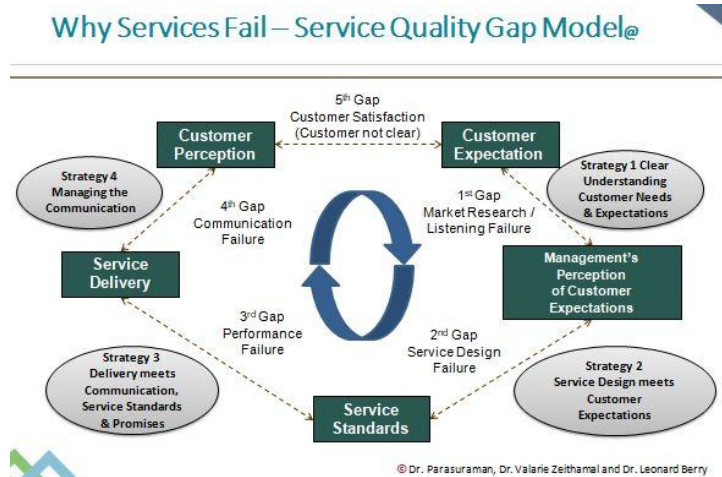 Why Services Fail – Service Quality Gap Model@
5th Gap
Customer Satisfaction
(Customer not clear)
Customer
Perception
Customer
Expectation
Strategy 4
Managing the
Communication
Strategy 1 Clear
Understanding
Customer Needs
& Expectations
4th Gap
Communication
Failure
1st Gap
Market Research /
Listening Failure
Service
Delivery
Management's
Perception
of Customer
Expectations
3rd Gap
Performance
Failure
2nd Gap
Service Design
Failure
Strategy 3
Delivery meets
Communication,
Service Standards
& Promises
Strategy 2
Service Design meets
Customer
Expectations
Service
Standards
© Dr. Parasuraman, Dr. Valarie Zeithamal and Dr. Leonard Berry